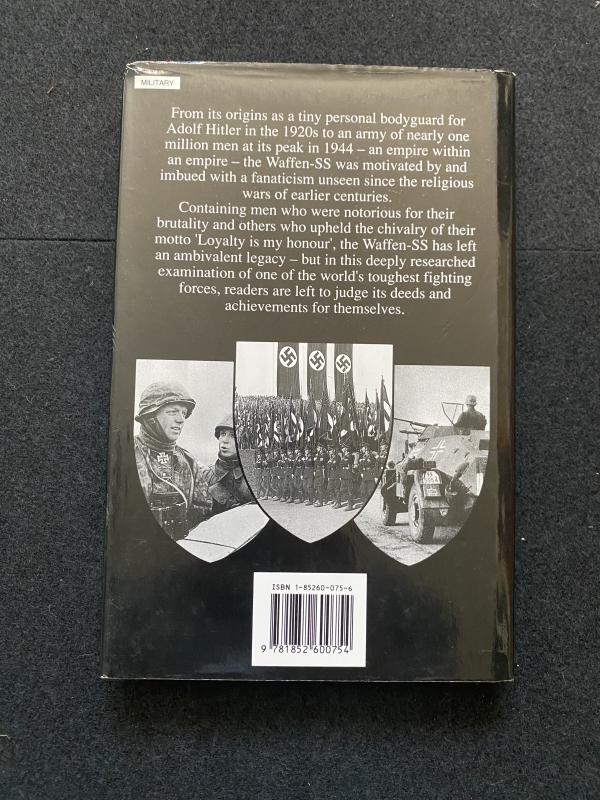 MILITARY
From its origins as a tiny personal bodyguard for
Adolf Hitler in the 1920s to an army of nearly one
million men at its peak in 1944 – an empire within
an empire – the Waffen-SS was motivated by and
imbued with a fanaticism unseen since the religious
wars of earlier centuries.
Containing men who were notorious for their
brutality and others who upheld the chivalry of their
motto 'Loyalty is my honour', the Waffen-SS has left
an ambivalent legacy – but in this deeply researched
examination of one of the world's toughest fighting
forces, readers are left to judge its deeds and
achievements for themselves.
ISBN 1-85260-075-6
9 781852 600754